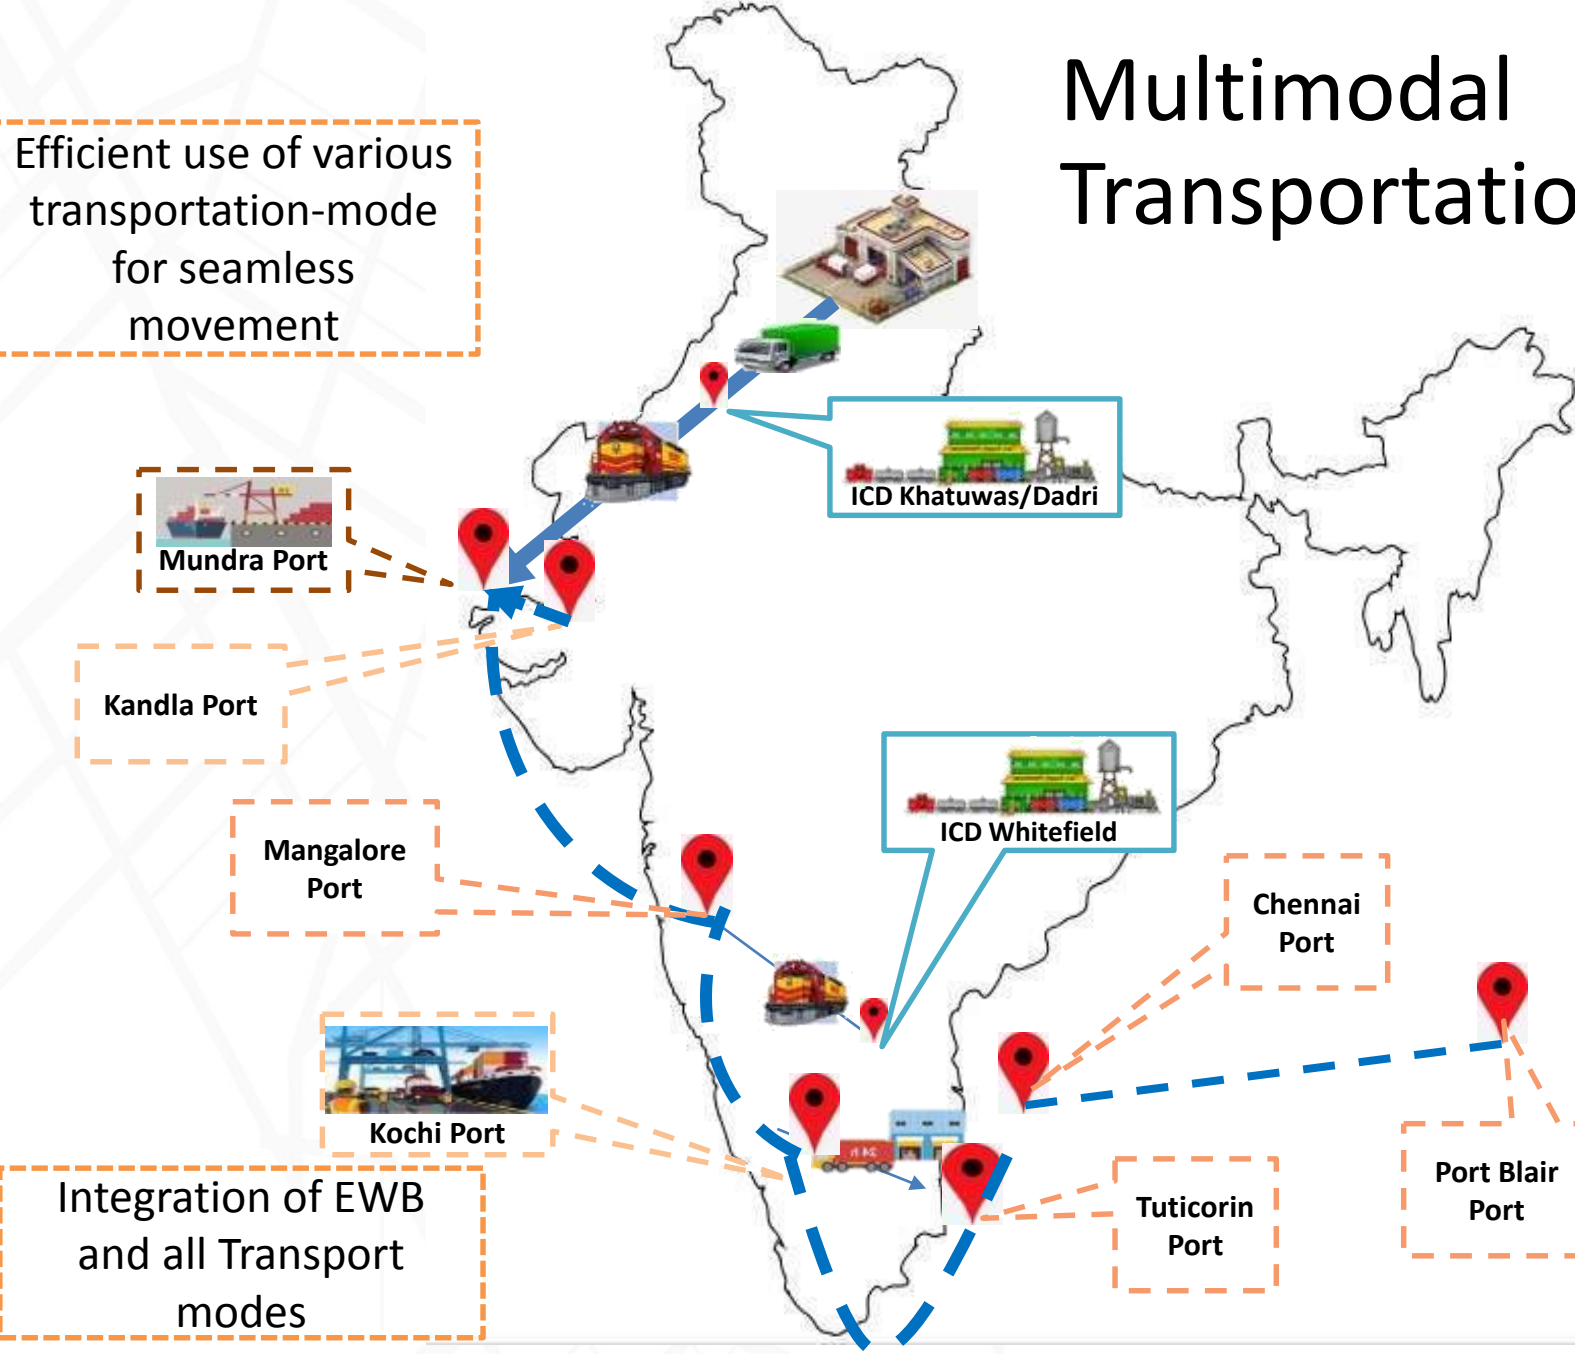 Multimodal
Transportatio
Efficient use of various
transportation-mode
for seamless
movement
ICD Khatuwas/Dadri
Mundra Port
Kandla Port
ICD Whitefield
Mangalore
Port
Chennai
Port
Kochi Port
Port Blair
Port
Tuticorin
Port
Integration of EWB
and all Transport
modes